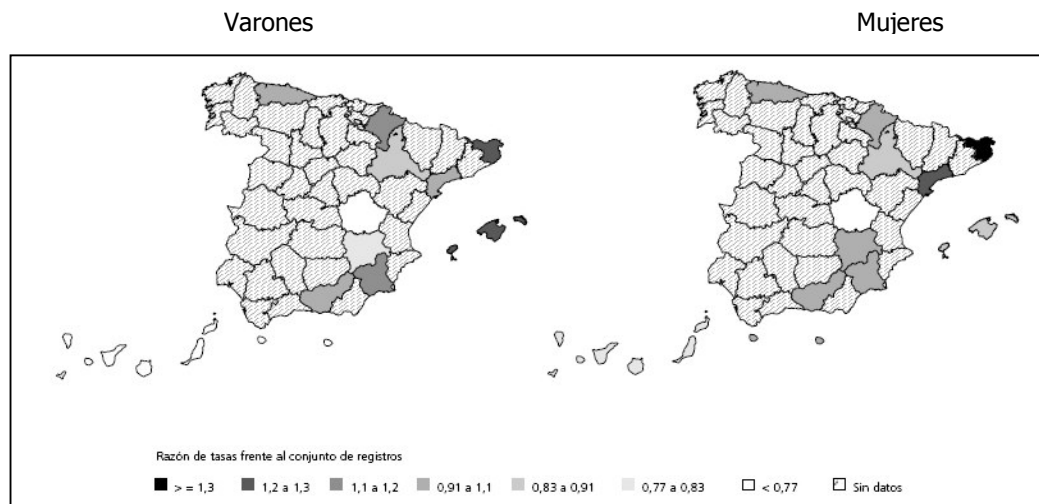 Varones Mujeres
Razón de tasas frente al conjunto de registros
> = 1,3 1,2 a 1,3 1,1 a 1,2 0,91 a 1,1 0,83 a 0,91 0,77 a 0,83 < 0,77 Sin datos